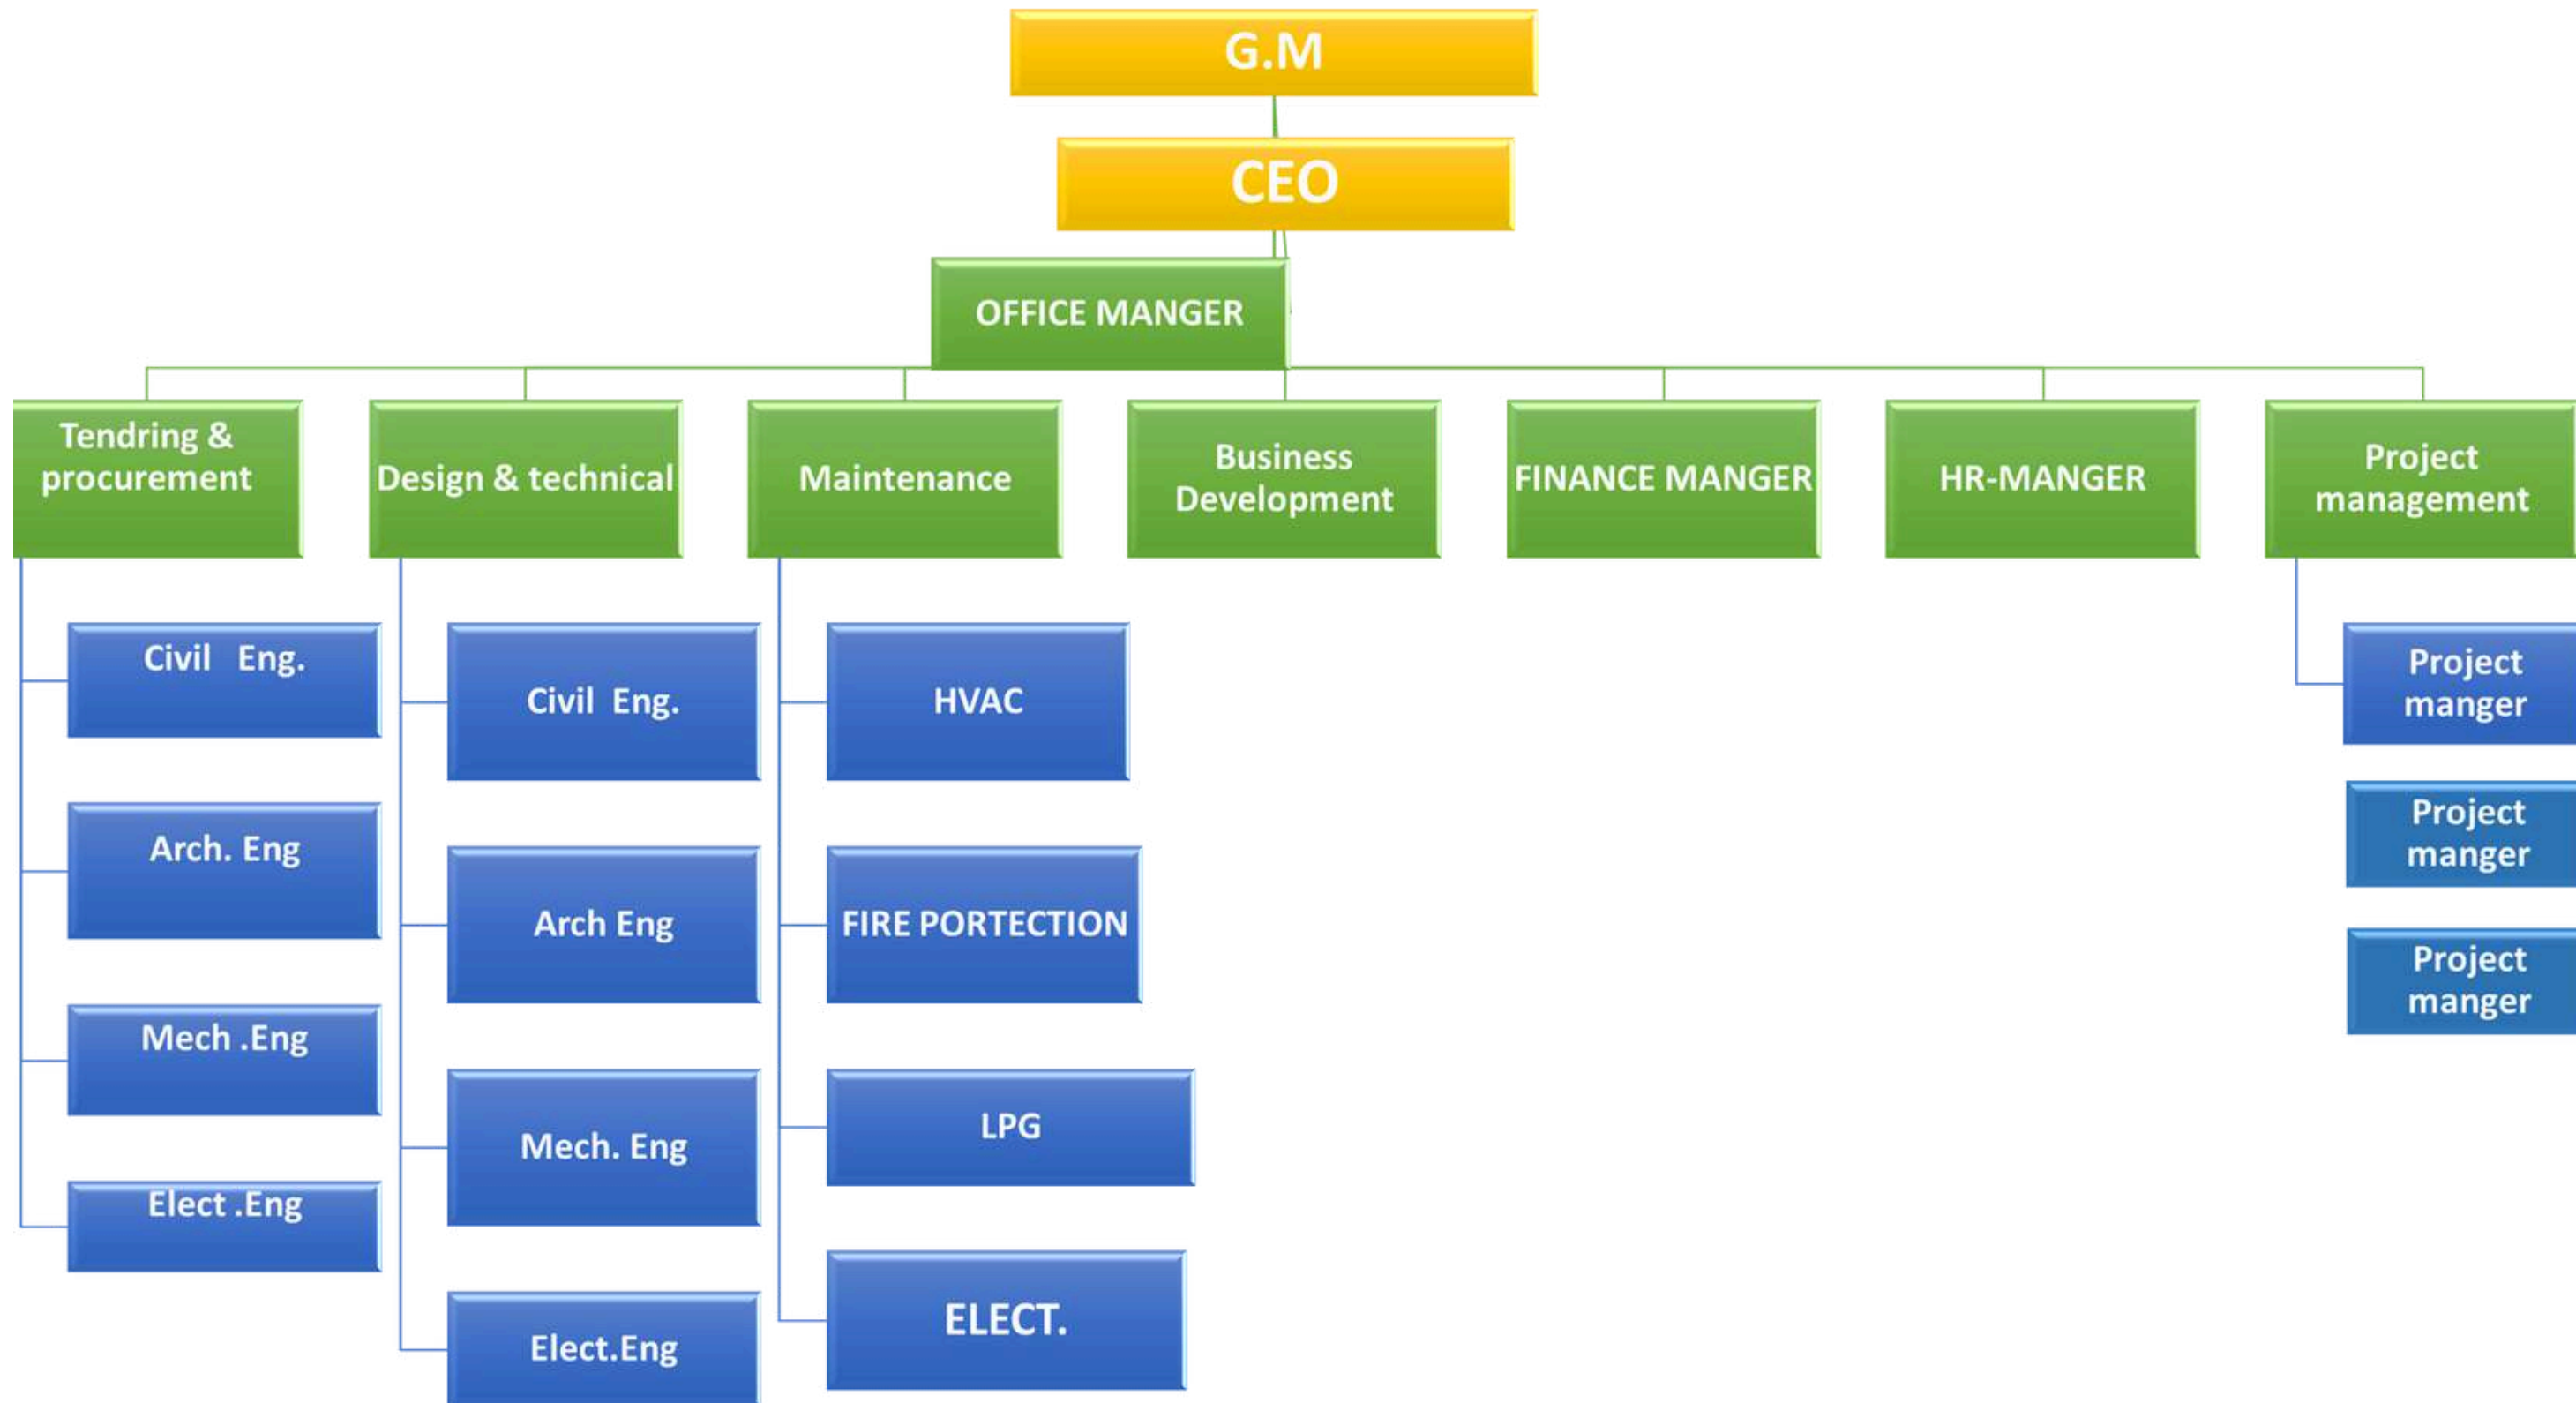 G.M
CEO
OFFICE MANGER
Tendring &
procurement
Design & technical
Maintenance
Business
Development
FINANCE MANGER
HR-MANGER
Project
management
Civil Eng.
Arch. Eng
Mech .Eng
Elect .Eng
Civil Eng.
Arch Eng
Mech. Eng
Elect.Eng
HVAC
FIRE PORTECTION
LPG
ELECT.
Project
manger
Project
manger
Project
manger